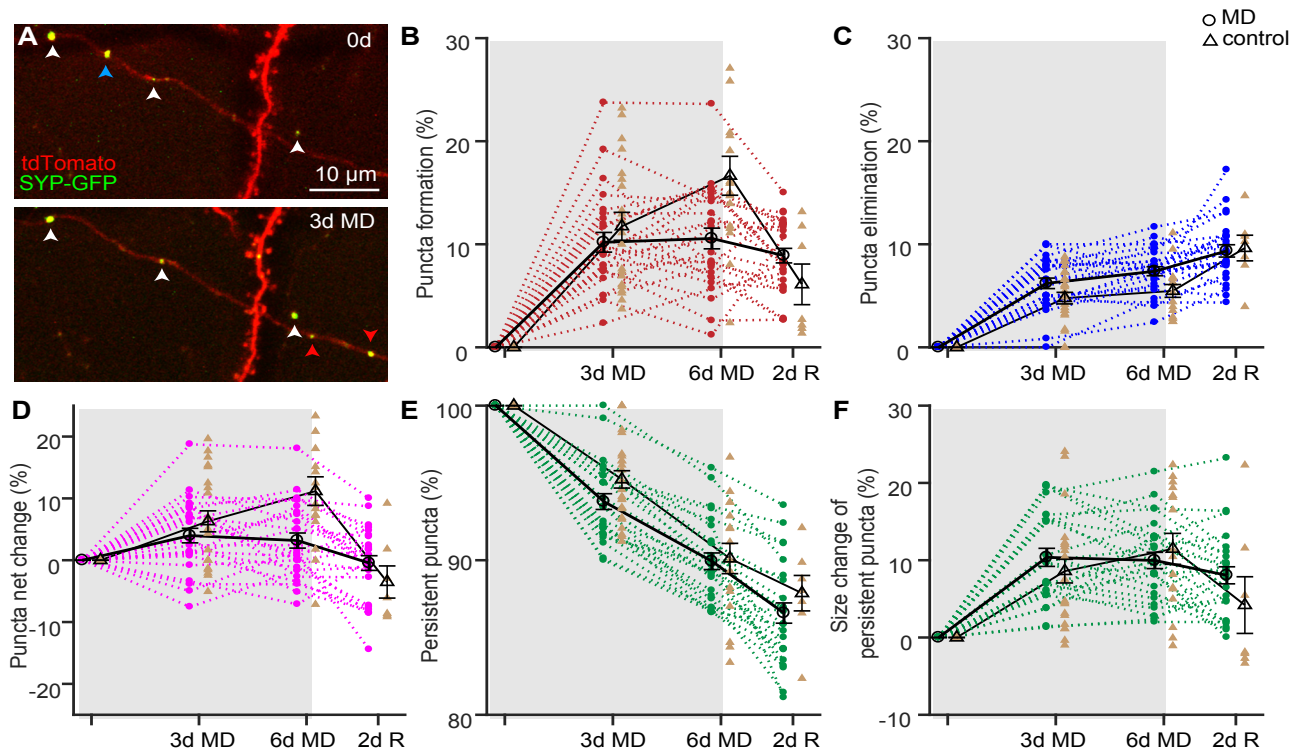 A
0d
tdTomato
SYP-GFP
10 µm
3d MD
B
Puncta formation (%)
30
20
10
0
3d MD 6d MD 2d R
C
MD
control
Puncta elimination (%)
30
20
10
0
3d MD 6d MD 2d R
D
Puncta net change (%)
20
10
0
-10
-20
3d MD 6d MD 2d R
E
Persistent puncta (%)
100
90
80
3d MD 6d MD 2d R
F
Size change of
persistent puncta (%)
30
20
10
0
-10
3d MD 6d MD 2d R